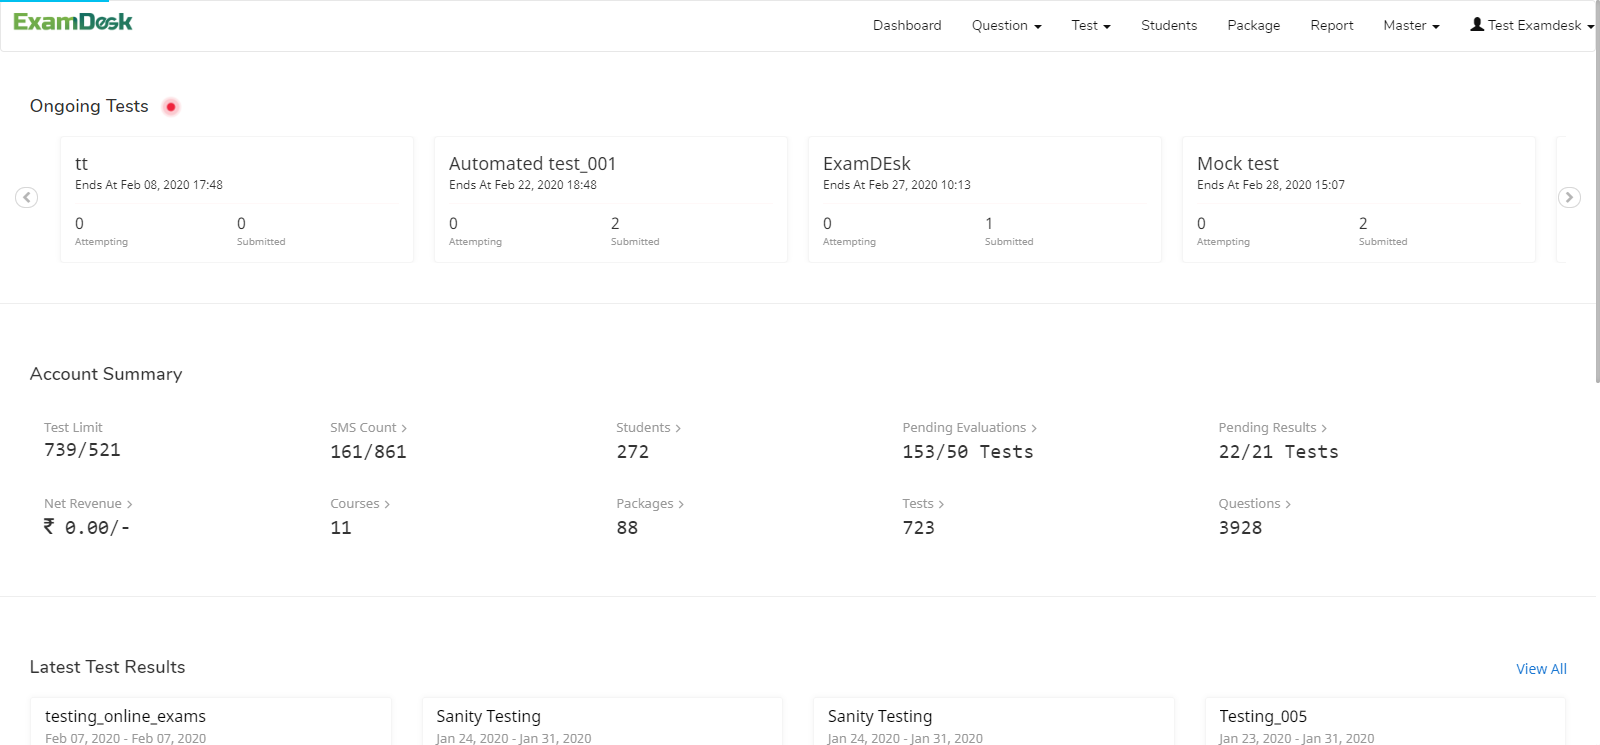 ExamDesk
Dashboard Question Test Students Package Report Master Test Examdesk
Ongoing Tests
tt
Ends At Feb 08, 2020 17:48
0 0
Attempting Submitted
Automated test_001
Ends At Feb 22, 2020 18:48
0 2
Attempting Submitted
ExamDEsk
Ends At Feb 27, 2020 10:13
0 1
Attempting Submitted
Mock test
Ends At Feb 28, 2020 15:07
0 2
Attempting Submitted
Account Summary
Test Limit
739/521
SMS Count
161/861
Students
272
Pending Evaluations
153/50 Tests
Pending Results
22/21 Tests
Net Revenue
₹ 0.00/-
Courses
11
Packages
88
Tests
723
Questions
3928
Latest Test Results
View All
testing_online_exams
Feb 07, 2020 - Feb 07, 2020
Sanity Testing
Jan 24, 2020 - Jan 31, 2020
Sanity Testing
Jan 24, 2020 - Jan 31, 2020
Testing_005
Jan 23, 2020 - Jan 31, 2020